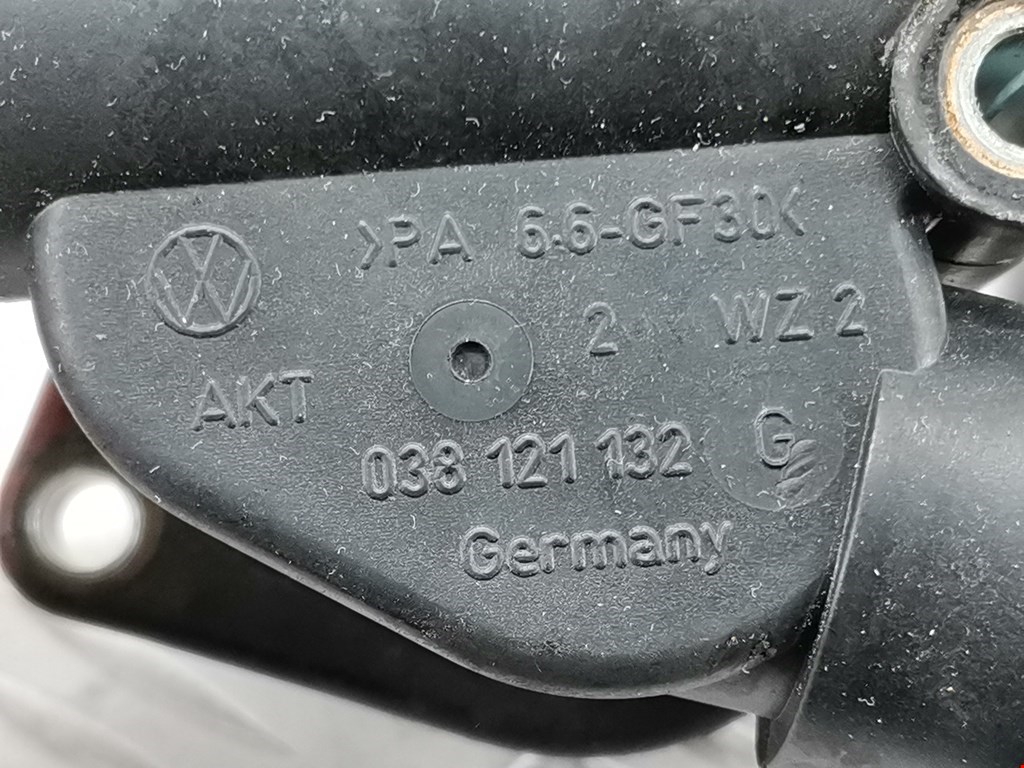 >PA 6.6-GF30<
VW
2 WZ 2
AKT
038 121 132 G
Germany